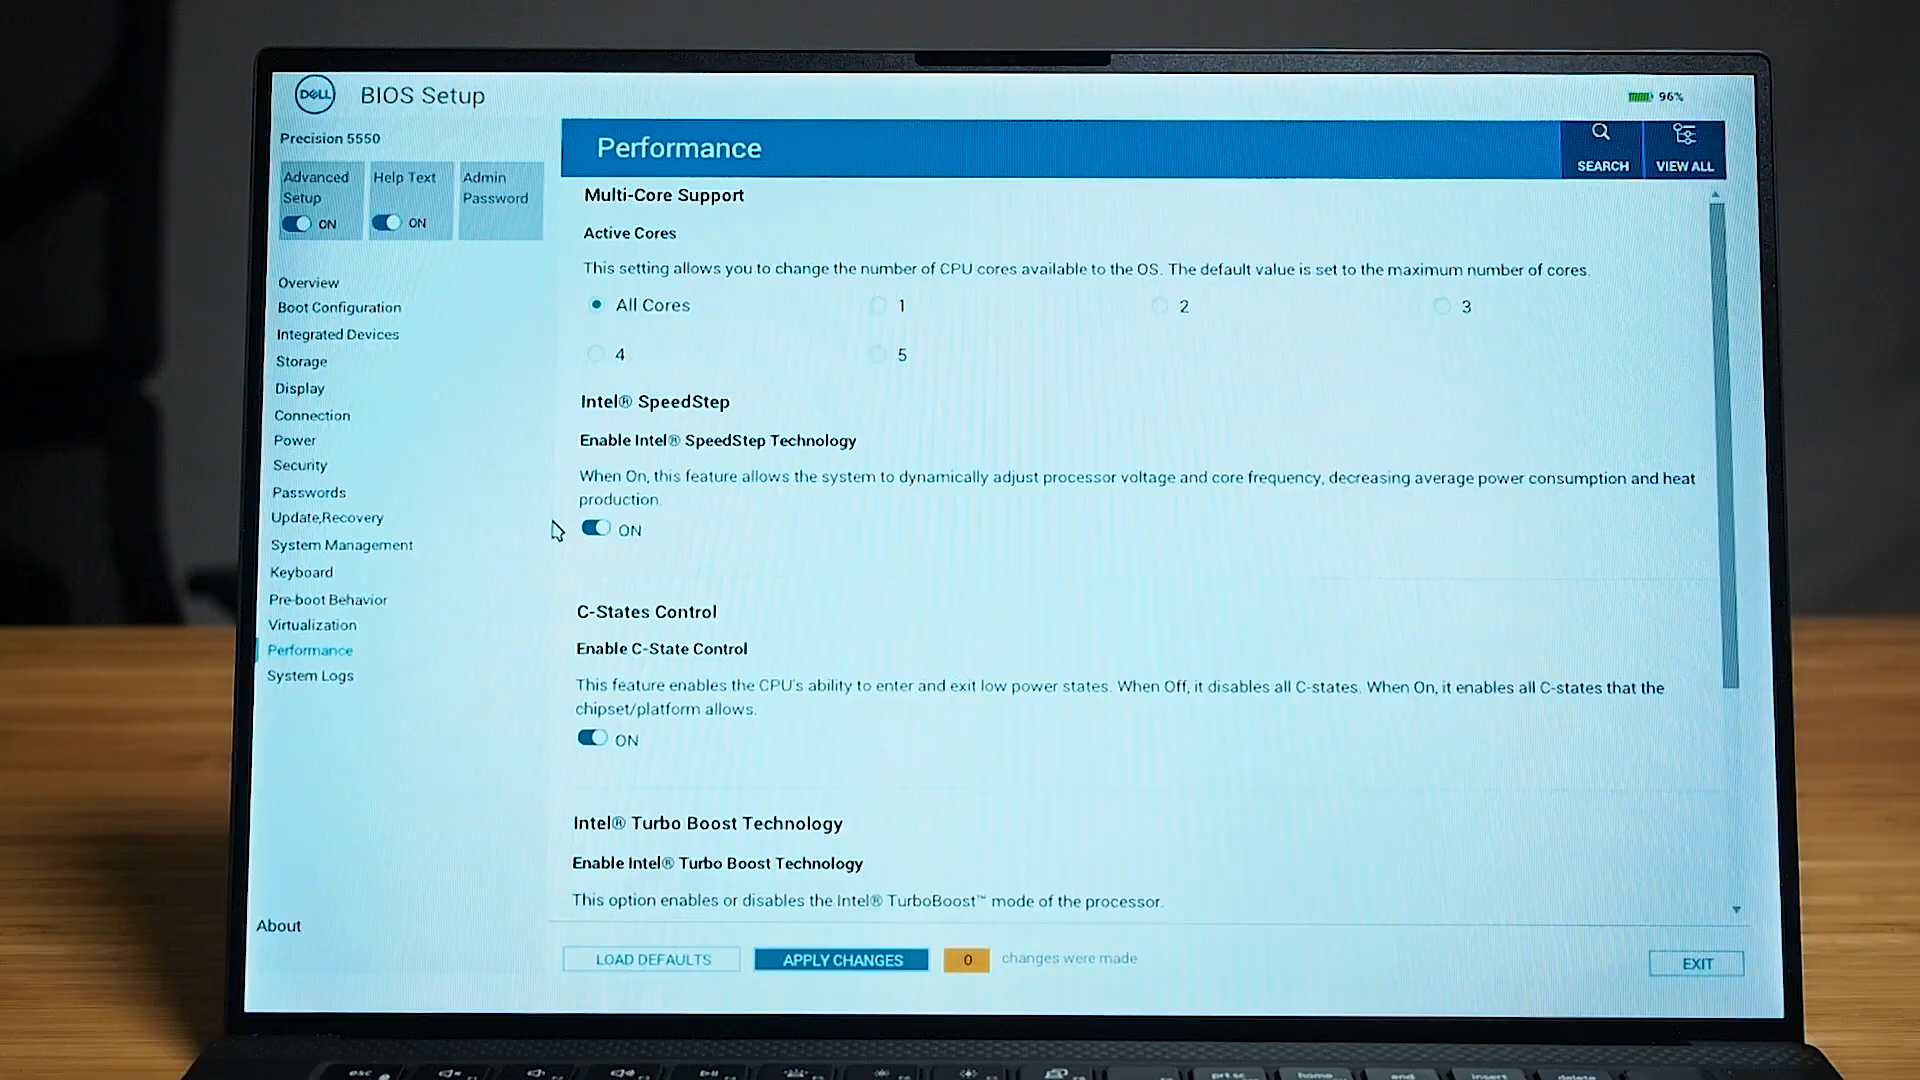 DELL
BIOS Setup
96%
Precision 5550
Advanced Setup
ON
Help Text
ON
Admin Password
Performance
SEARCH
VIEW ALL
Overview
Boot Configuration
Integrated Devices
Storage
Display
Connection
Power
Security
Passwords
Update,Recovery
System Management
Keyboard
Pre-boot Behavior
Virtualization
Performance
System Logs
About
Multi-Core Support
Active Cores
This setting allows you to change the number of CPU cores available to the OS. The default value is set to the maximum number of cores.
All Cores
1
2
3
4
5
Intel® SpeedStep
Enable Intel® SpeedStep Technology
When On, this feature allows the system to dynamically adjust processor voltage and core frequency, decreasing average power consumption and heat
production.
ON
C-States Control
Enable C-State Control
This feature enables the CPU's ability to enter and exit low power states. When Off, it disables all C-states. When On, it enables all C-states that the
chipset/platform allows.
ON
Intel® Turbo Boost Technology
Enable Intel® Turbo Boost Technology
This option enables or disables the Intel® TurboBoost™ mode of the processor.
LOAD DEFAULTS
APPLY CHANGES
0
changes were made
EXIT
esc
prt sc
home
end
insert
delete